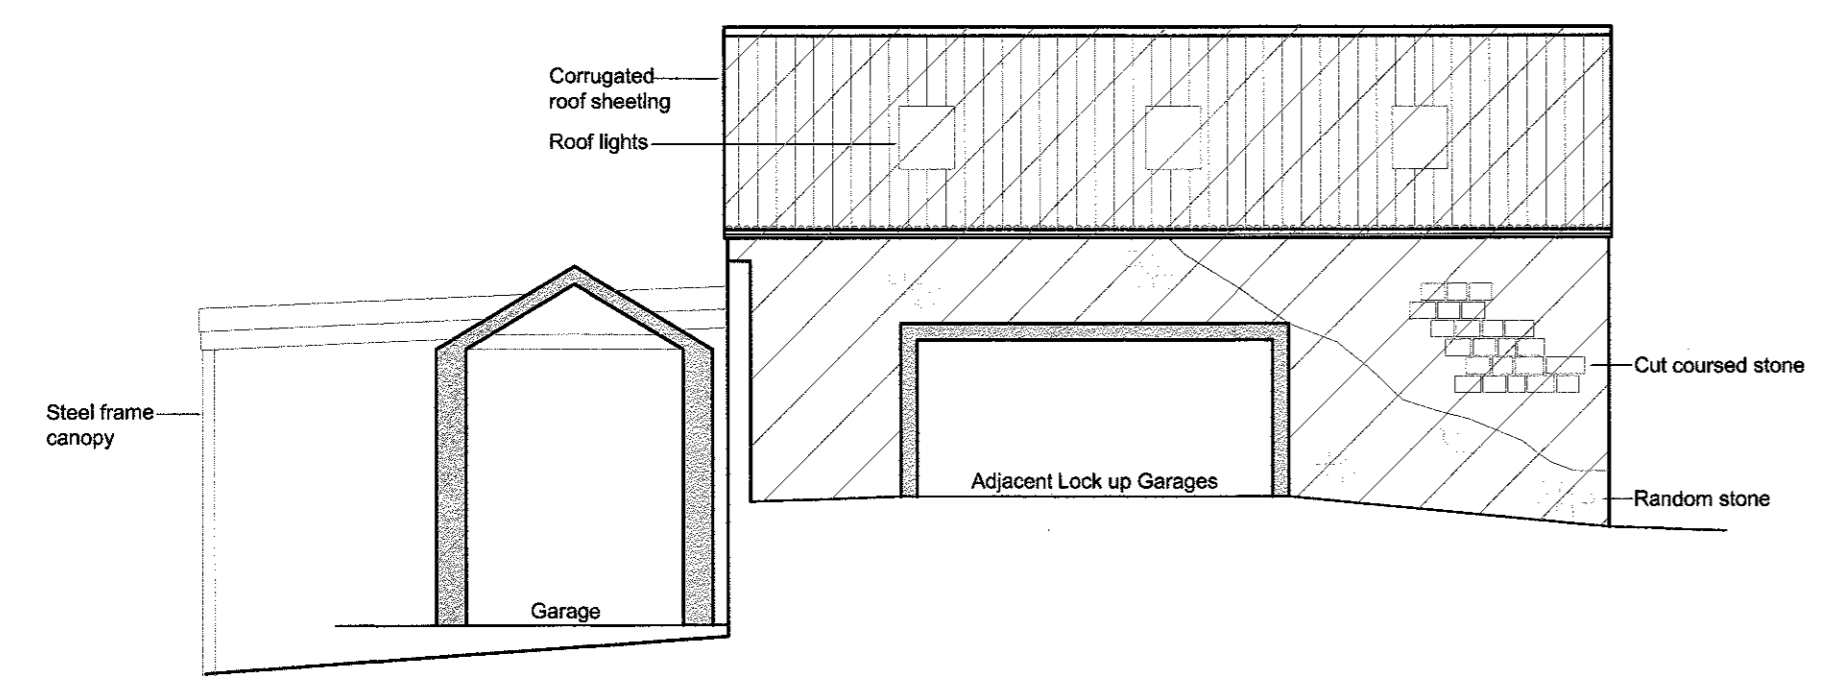 Corrugated
roof sheeting
Roof lights
Steel frame
canopy
Cut coursed stone
Adjacent Lock up Garages
Random stone
Garage